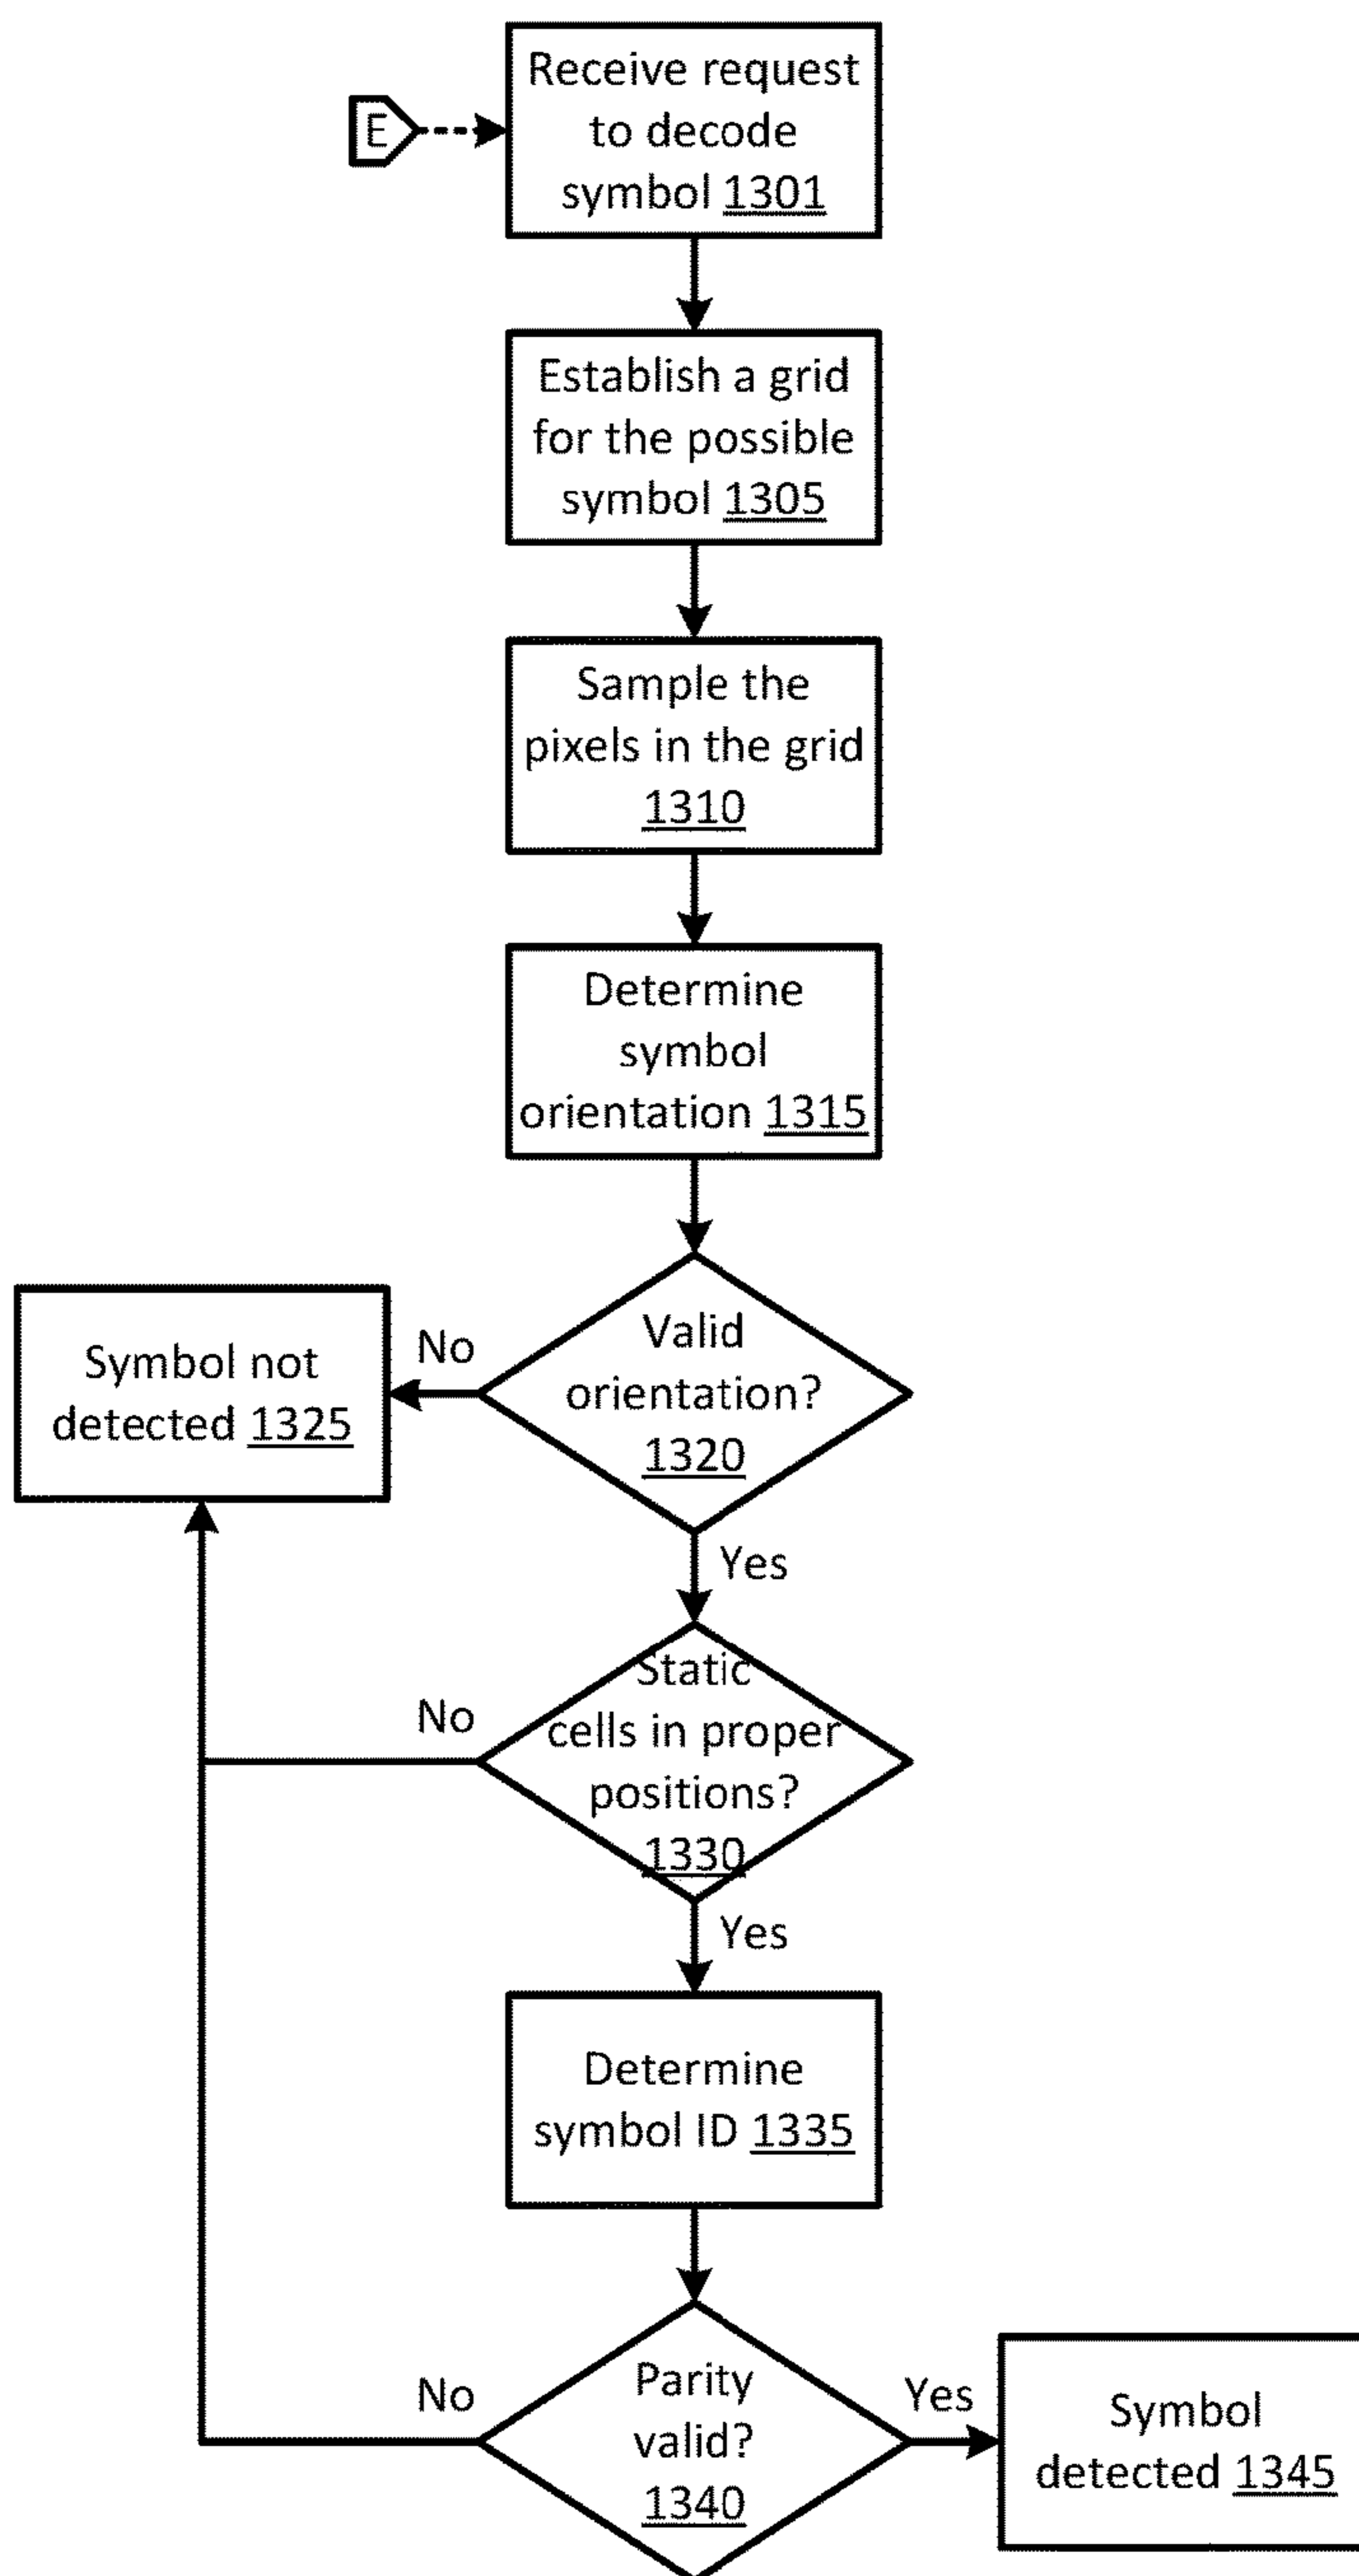 Receive request
to decode
symbol 1301
E
Establish a grid
for the possible
symbol 1305
Sample the
pixels in the grid
1310
Determine
symbol
orientation 1315
Valid
orientation?
1320
No
Symbol not
detected 1325
Yes
Static
cells in proper
positions?
1330
No
Yes
Determine
symbol ID 1335
Parity
valid?
1340
No
Yes
Symbol
detected 1345